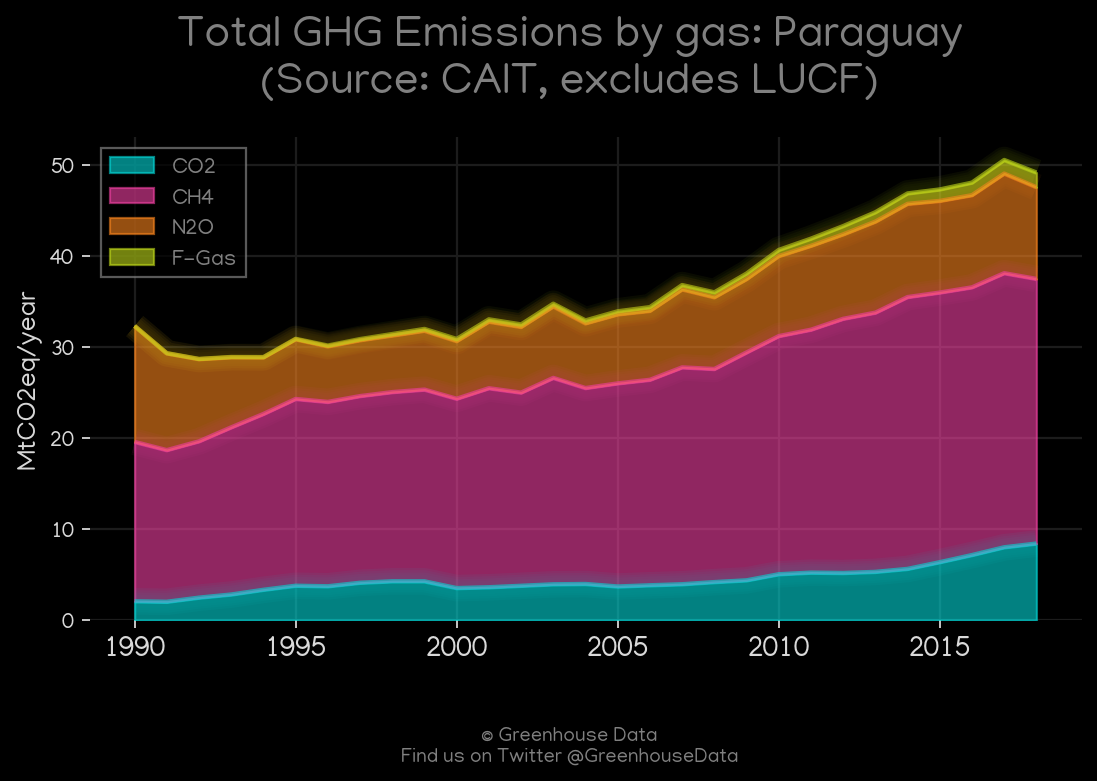 Total GHG Emissions by gas: Paraguay
(Source: CAIT, excludes LUCF)
CO2
CH4
N2O
F-Gas
MtCO2eq/year
50
40
30
20
10
0
1990 1995 2000 2005 2010 2015
© Greenhouse Data
Find us on Twitter @GreenhouseData